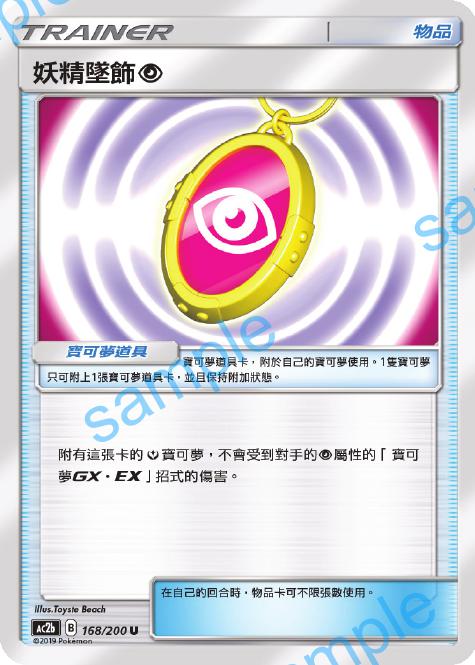 TRAINER 物品
妖精墜飾
寶可夢道具
寶可夢道具卡,附於自己的寶可夢使用。1隻寶可夢
只可附上1張寶可夢道具卡,並且保持附加狀態。
附有這張卡的寶可夢,不會受到對手的屬性的「寶可
夢GX・EX」招式的傷害。
在自己的回合時,物品卡可不限張數使用。
Illus.Toyste Beach
AC2b B 168/200 U
©2019 Pokémon
sample
sample
sample
sample
sample